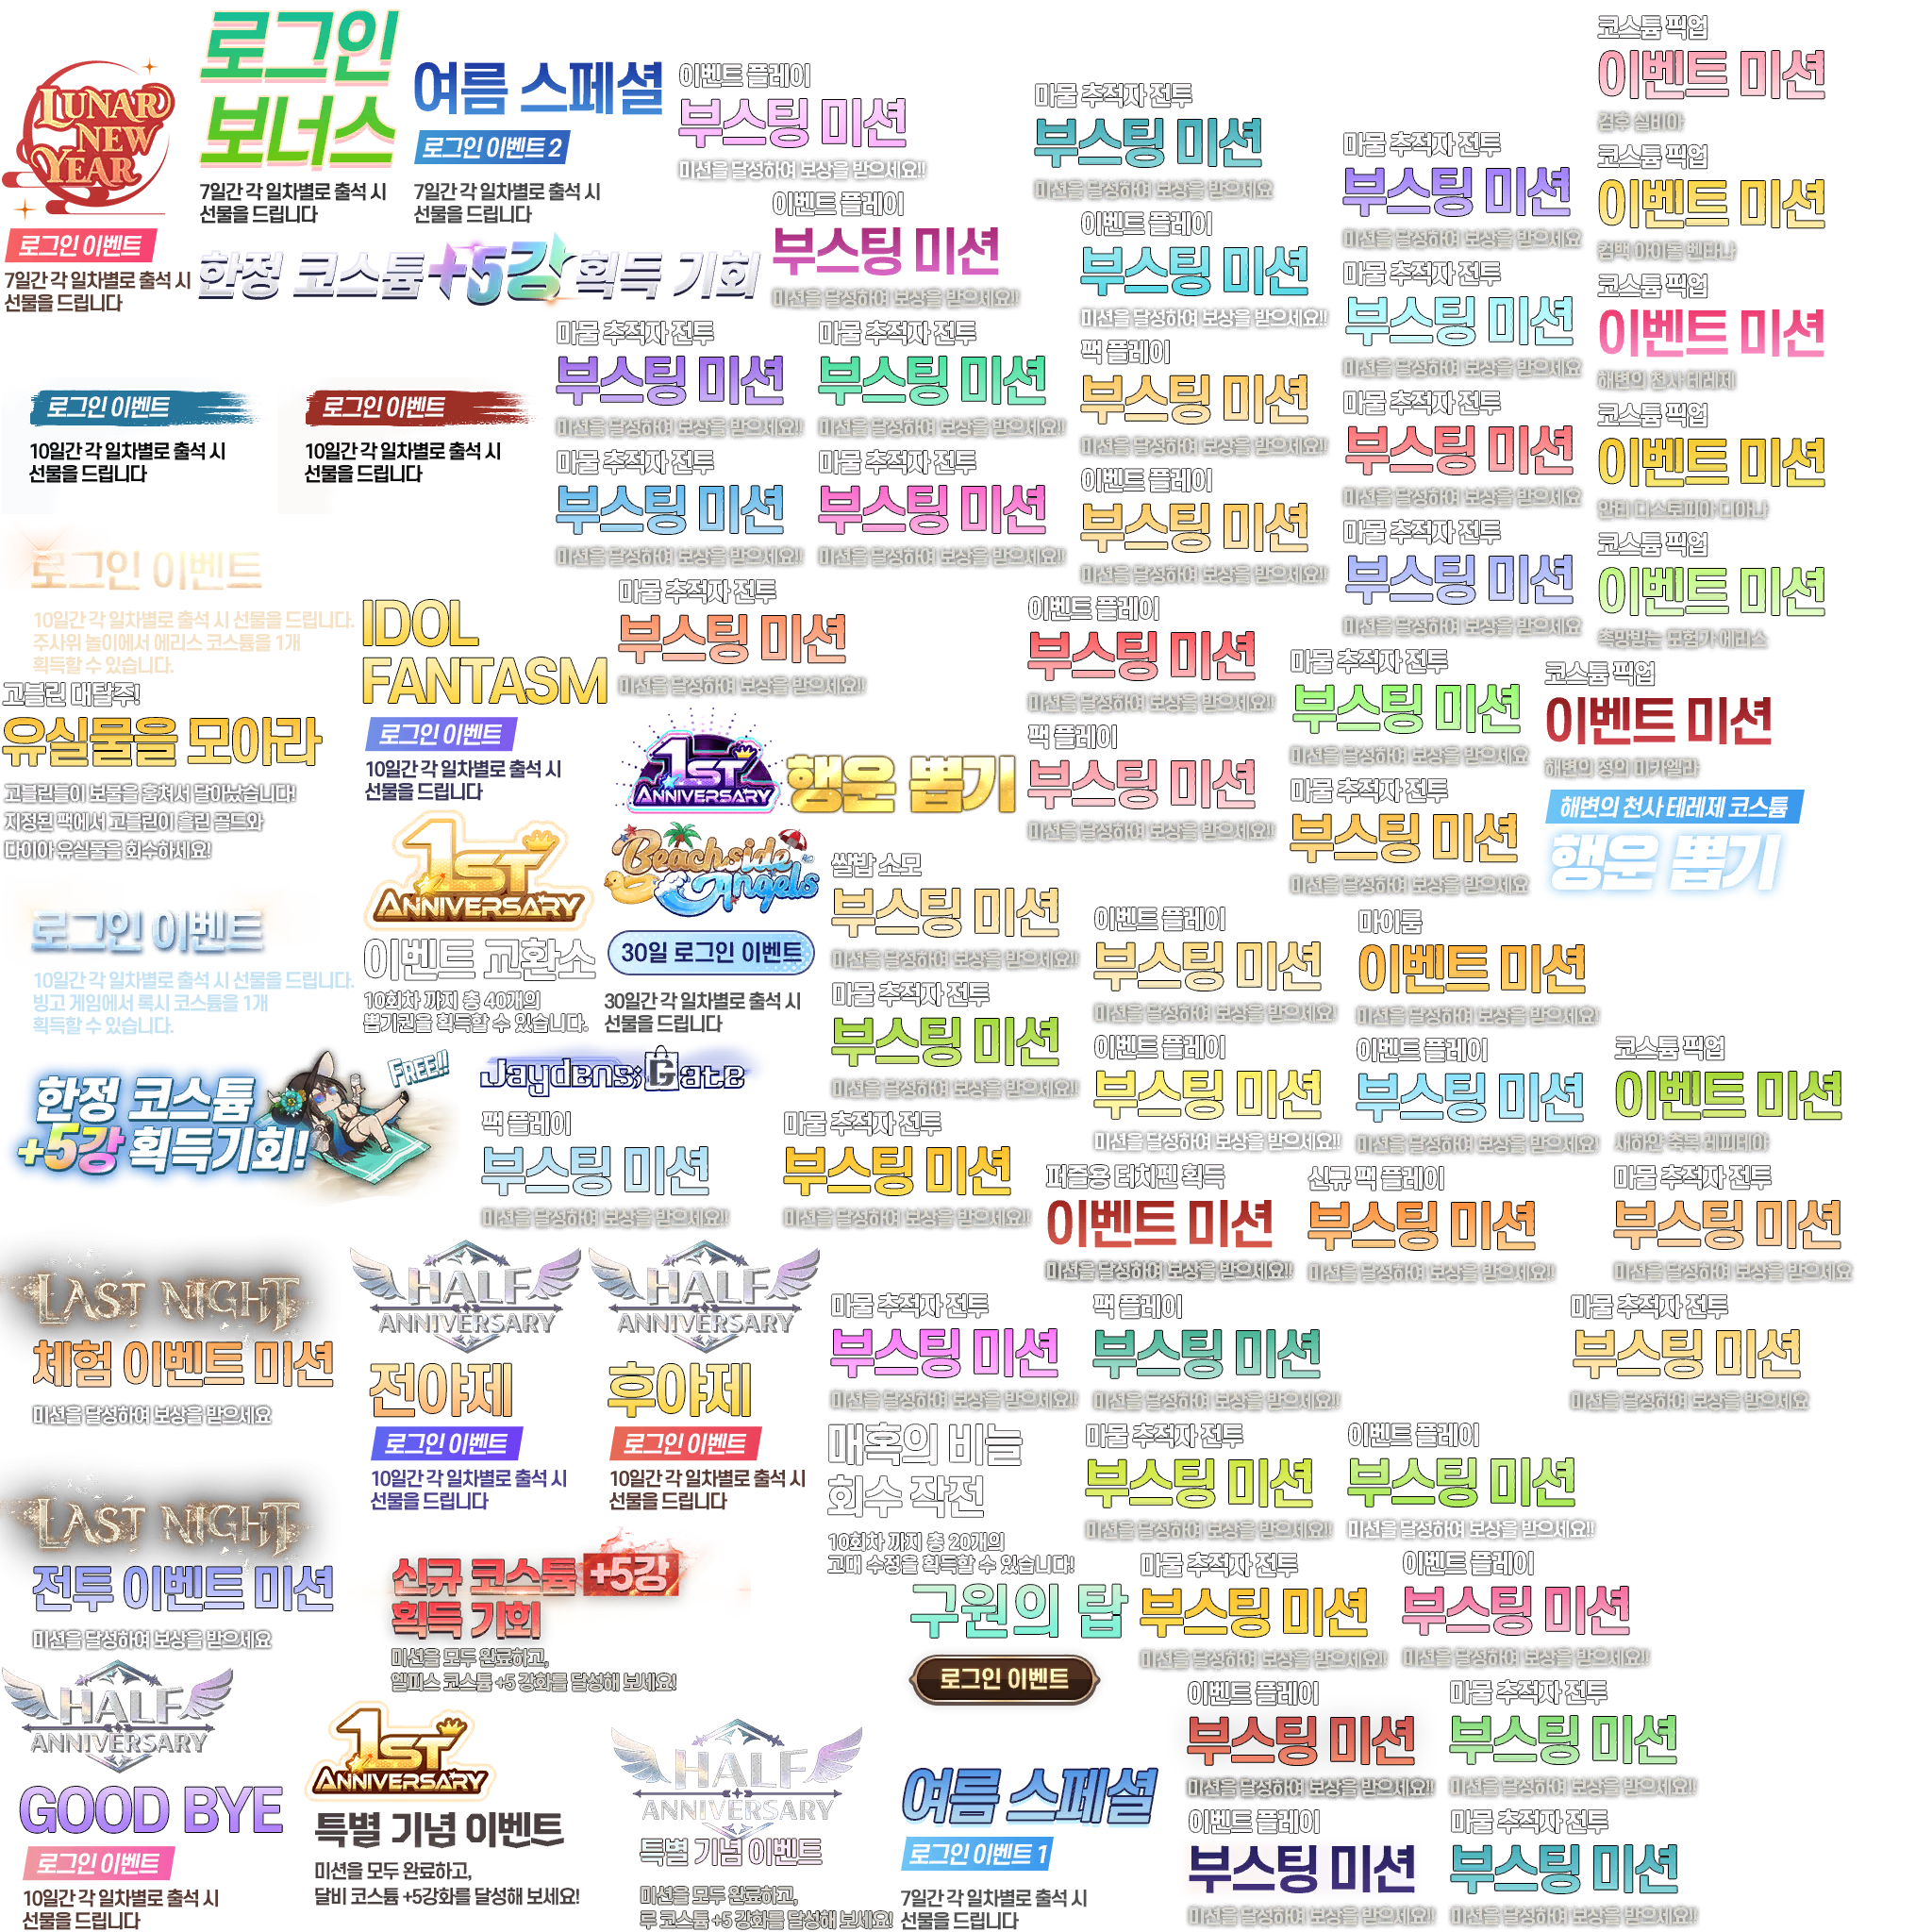 LUNAR
NEW
YEAR
로그인 이벤트
7일간 각 일차별로 출석 시
선물을 드립니다
로그인
보너스
7일간 각 일차별로 출석 시
선물을 드립니다
여름 스페셜
로그인 이벤트 2
7일간 각 일차별로 출석 시
선물을 드립니다
한정 코스튬 +5강 획득 기회
이벤트 플레이
부스팅 미션
미션을 달성하여 보상을 받으세요!!
이벤트 플레이
부스팅 미션
미션을 달성하여 보상을 받으세요!!
마물 추적자 전투
부스팅 미션
미션을 달성하여 보상을 받으세요
이벤트 플레이
부스팅 미션
미션을 달성하여 보상을 받으세요!!
팩 플레이
부스팅 미션
미션을 달성하여 보상을 받으세요!!
이벤트 플레이
부스팅 미션
미션을 달성하여 보상을 받으세요!!
마물 추적자 전투
부스팅 미션
미션을 달성하여 보상을 받으세요
마물 추적자 전투
부스팅 미션
미션을 달성하여 보상을 받으세요
마물 추적자 전투
부스팅 미션
미션을 달성하여 보상을 받으세요
마물 추적자 전투
부스팅 미션
미션을 달성하여 보상을 받으세요
코스튬 픽업
이벤트 미션
검후 실비아
코스튬 픽업
이벤트 미션
컴백 아이돌 벤타나
코스튬 픽업
이벤트 미션
해변의 천사 테레제
코스튬 픽업
이벤트 미션
안티 디스토피아 디아나
코스튬 픽업
이벤트 미션
촉망받는 모험가 에리스
로그인 이벤트
10일간 각 일차별로 출석 시
선물을 드립니다
로그인 이벤트
10일간 각 일차별로 출석 시
선물을 드립니다
마물 추적자 전투
부스팅 미션
미션을 달성하여 보상을 받으세요!!
마물 추적자 전투
부스팅 미션
미션을 달성하여 보상을 받으세요!!
마물 추적자 전투
부스팅 미션
미션을 달성하여 보상을 받으세요!!
마물 추적자 전투
부스팅 미션
미션을 달성하여 보상을 받으세요!!
로그인 이벤트
10일간 각 일차별로 출석 시 선물을 드립니다.
주사위 놀이에서 에리스 코스튬을 1개
획득할 수 있습니다.
고블린 대탈주!
유실물을 모아라
고블린들이 보물을 훔쳐서 달아났습니다!
지정된 팩에서 고블린이 흘린 골드와
다이아 유실물을 회수하세요!
IDOL
FANTASM
로그인 이벤트
10일간 각 일차별로 출석 시
선물을 드립니다
마물 추적자 전투
부스팅 미션
미션을 달성하여 보상을 받으세요!!
1ST
ANNIVERSARY
행운 뽑기
이벤트 플레이
부스팅 미션
미션을 달성하여 보상을 받으세요!!
팩 플레이
부스팅 미션
미션을 달성하여 보상을 받으세요!!
마물 추적자 전투
부스팅 미션
미션을 달성하여 보상을 받으세요
마물 추적자 전투
부스팅 미션
미션을 달성하여 보상을 받으세요
코스튬 픽업
이벤트 미션
해변의 정의 미카엘라
해변의 천사 테레제 코스튬
행운 뽑기
로그인 이벤트
10일간 각 일차별로 출석 시 선물을 드립니다.
빙고 게임에서 록시 코스튬을 1개
획득할 수 있습니다.
1ST
ANNIVERSARY
이벤트 교환소
10회차 까지 총 40개의
뽑기권을 획득할 수 있습니다.
Beachside
Angels
30일 로그인 이벤트
30일간 각 일차별로 출석 시
선물을 드립니다
쌀밥 소모
부스팅 미션
미션을 달성하여 보상을 받으세요!!
마물 추적자 전투
부스팅 미션
미션을 달성하여 보상을 받으세요!!
이벤트 플레이
부스팅 미션
미션을 달성하여 보상을 받으세요!
이벤트 플레이
부스팅 미션
미션을 달성하여 보상을 받으세요!!
마이룸
이벤트 미션
미션을 달성하여 보상을 받으세요!
이벤트 플레이
부스팅 미션
미션을 달성하여 보상을 받으세요!
코스튬 픽업
이벤트 미션
새하얀 축복 레피테아
한정 코스튬
+5강 획득기회!
FREE!!
Jaydens;Gate
팩 플레이
부스팅 미션
미션을 달성하여 보상을 받으세요!!
마물 추적자 전투
부스팅 미션
미션을 달성하여 보상을 받으세요!!
퍼즐용 터치펜 획득
이벤트 미션
미션을 달성하여 보상을 받으세요!!
신규 팩 플레이
부스팅 미션
미션을 달성하여 보상을 받으세요!!
마물 추적자 전투
부스팅 미션
미션을 달성하여 보상을 받으세요
LAST NIGHT
체험 이벤트 미션
미션을 달성하여 보상을 받으세요
HALF
ANNIVERSARY
전야제
로그인 이벤트
10일간 각 일차별로 출석 시
선물을 드립니다
HALF
ANNIVERSARY
후야제
로그인 이벤트
10일간 각 일차별로 출석 시
선물을 드립니다
마물 추적자 전투
부스팅 미션
미션을 달성하여 보상을 받으세요!!
팩 플레이
부스팅 미션
미션을 달성하여 보상을 받으세요!!
마물 추적자 전투
부스팅 미션
미션을 달성하여 보상을 받으세요
매혹의 비늘
회수 작전
10회차 까지 총 20개의
고대 수정을 획득할 수 있습니다!
마물 추적자 전투
부스팅 미션
미션을 달성하여 보상을 받으세요!!
이벤트 플레이
부스팅 미션
미션을 달성하여 보상을 받으세요!!
LAST NIGHT
전투 이벤트 미션
미션을 달성하여 보상을 받으세요
신규 코스튬 +5강
획득 기회
미션을 모두 완료하고,
엘피스 코스튬 +5 강화를 달성해 보세요!
구원의 탑
로그인 이벤트
마물 추적자 전투
부스팅 미션
미션을 달성하여 보상을 받으세요!!
이벤트 플레이
부스팅 미션
미션을 달성하여 보상을 받으세요!!
HALF
ANNIVERSARY
GOOD BYE
로그인 이벤트
10일간 각 일차별로 출석 시
선물을 드립니다
1ST
ANNIVERSARY
특별 기념 이벤트
미션을 모두 완료하고,
달비 코스튬 +5강화를 달성해 보세요!
HALF
ANNIVERSARY
특별 기념 이벤트
미션을 모두 완료하고,
루 코스튬 +5 강화를 달성해 보세요!
여름 스페셜
로그인 이벤트 1
7일간 각 일차별로 출석 시
선물을 드립니다
이벤트 플레이
부스팅 미션
미션을 달성하여 보상을 받으세요!!
마물 추적자 전투
부스팅 미션
미션을 달성하여 보상을 받으세요!!
이벤트 플레이
부스팅 미션
미션을 달성하여 보상을 받으세요!!
마물 추적자 전투
부스팅 미션
미션을 달성하여 보상을 받으세요!!